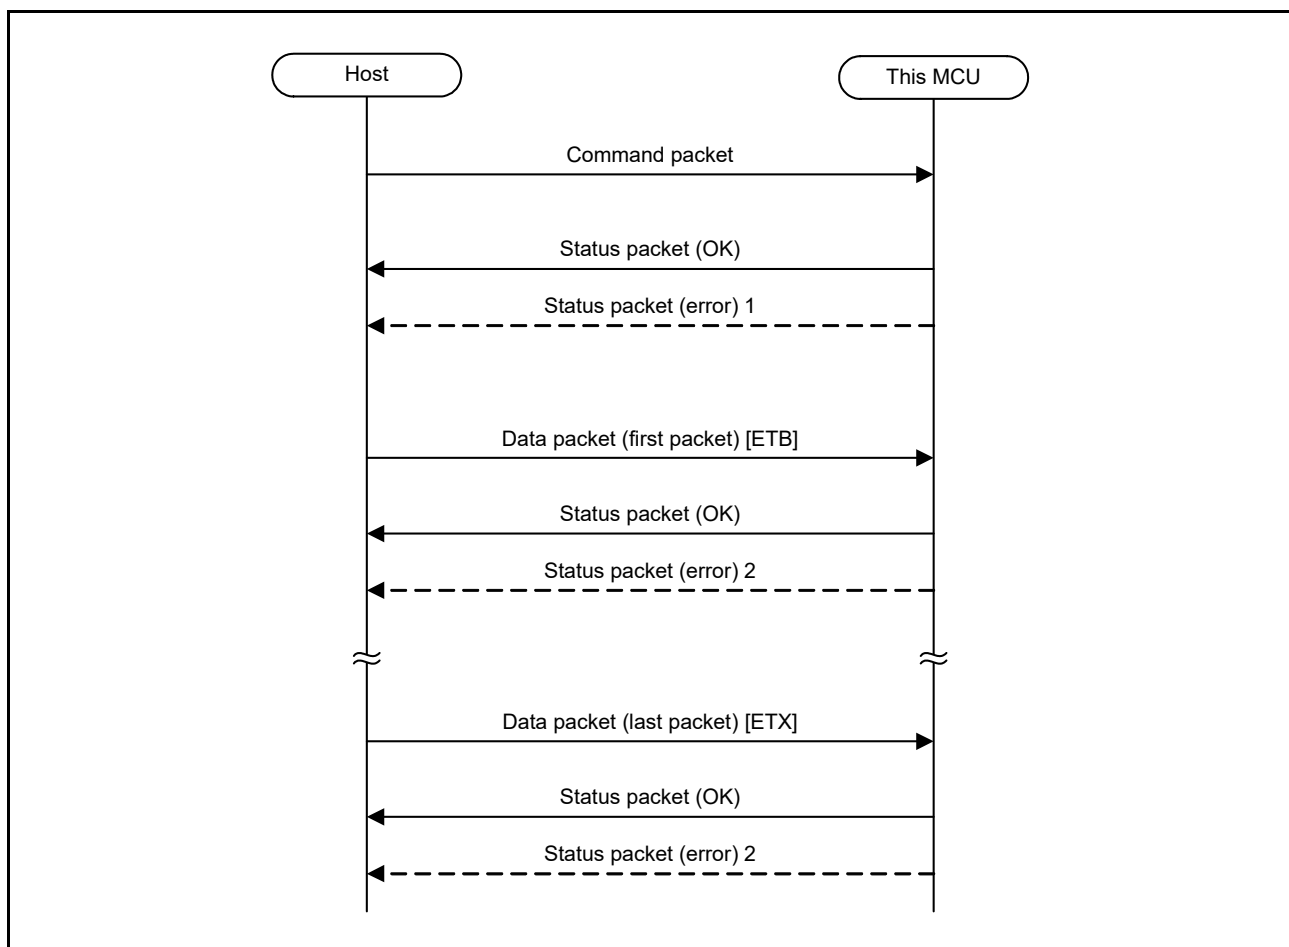 Host
This MCU
Command packet
Status packet (OK)
Status packet (error) 1
Data packet (first packet) [ETB]
Status packet (OK)
Status packet (error) 2
Data packet (last packet) [ETX]
Status packet (OK)
Status packet (error) 2